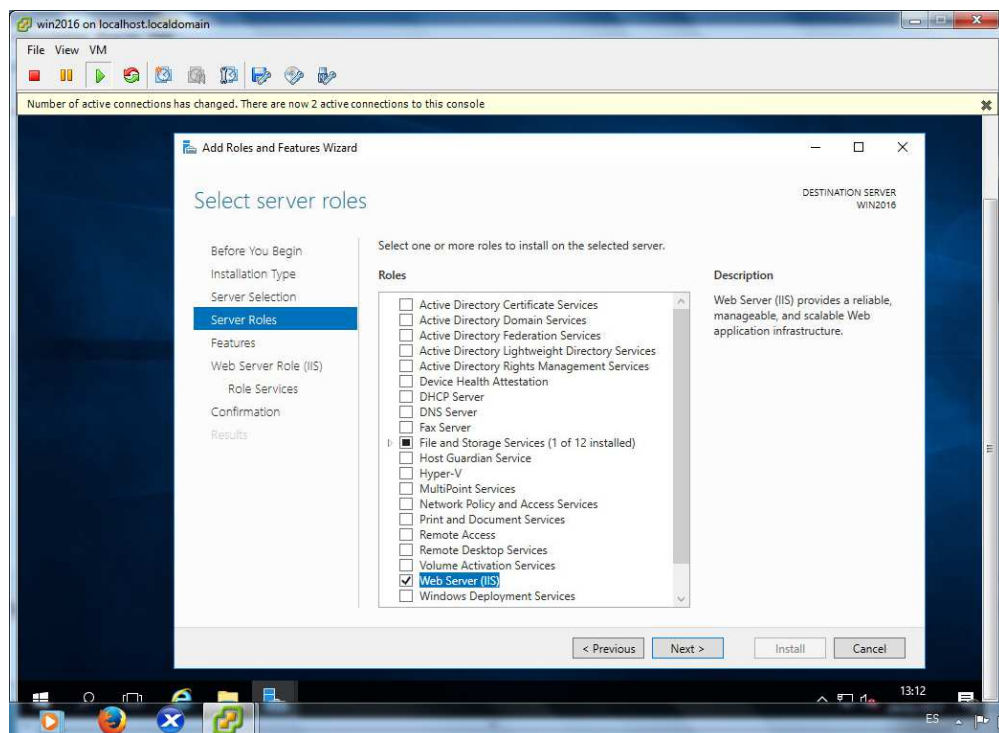 win2016 on localhost.localdomain
File View VM
Number of active connections has changed. There are now 2 active connections to this console
Add Roles and Features Wizard
Select server roles
DESTINATION SERVER
WIN2016
Before You Begin
Installation Type
Server Selection
Server Roles
Features
Web Server Role (IIS)
Role Services
Confirmation
Results
Select one or more roles to install on the selected server.
Roles
Active Directory Certificate Services
Active Directory Domain Services
Active Directory Federation Services
Active Directory Lightweight Directory Services
Active Directory Rights Management Services
Device Health Attestation
DHCP Server
DNS Server
Fax Server
File and Storage Services (1 of 12 installed)
Host Guardian Service
Hyper-V
MultiPoint Services
Network Policy and Access Services
Print and Document Services
Remote Access
Remote Desktop Services
Volume Activation Services
Web Server (IIS)
Windows Deployment Services
Description
Web Server (IIS) provides a reliable,
manageable, and scalable Web
application infrastructure.
< Previous
Next >
Install
Cancel
13:12
ES